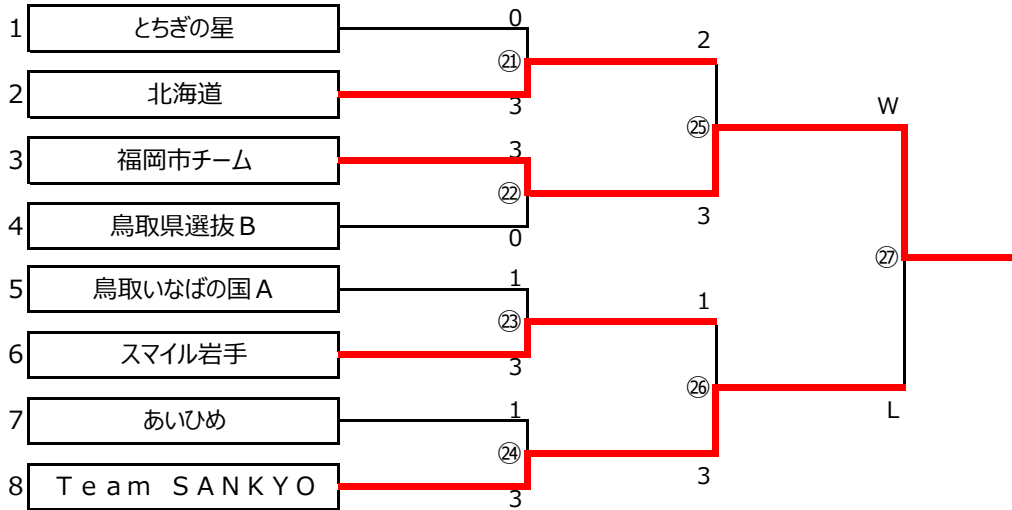 0
1 とちぎの星
㉑
2
2 北海道
3
W
㉕
3
3 福岡市チーム
㉒
3
4 鳥取県選抜B
0
㉗
1
5 鳥取いなばの国A
㉓
1
6 スマイル岩手
3
㉖
1
L
7 あいひめ
㉔
3
8 Team SANKYO
3